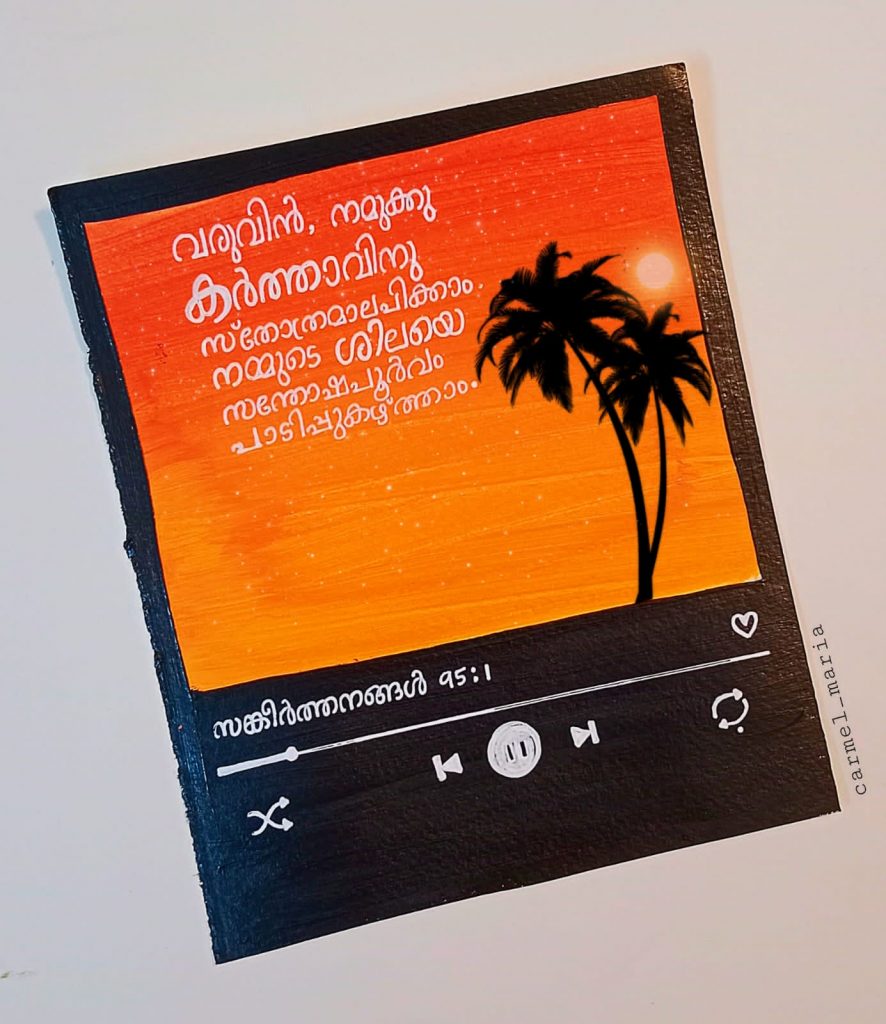 വരുവിൻ, നമുക്കു
കർത്താവിനു
സ്തോത്രമാലപിക്കാം.
നമ്മുടെ ശിലയെ
സന്തോഷപൂർവം
പാടിപ്പുകഴ്ത്താം.
സങ്കീർത്തനങ്ങൾ 95:1
carmel_maria